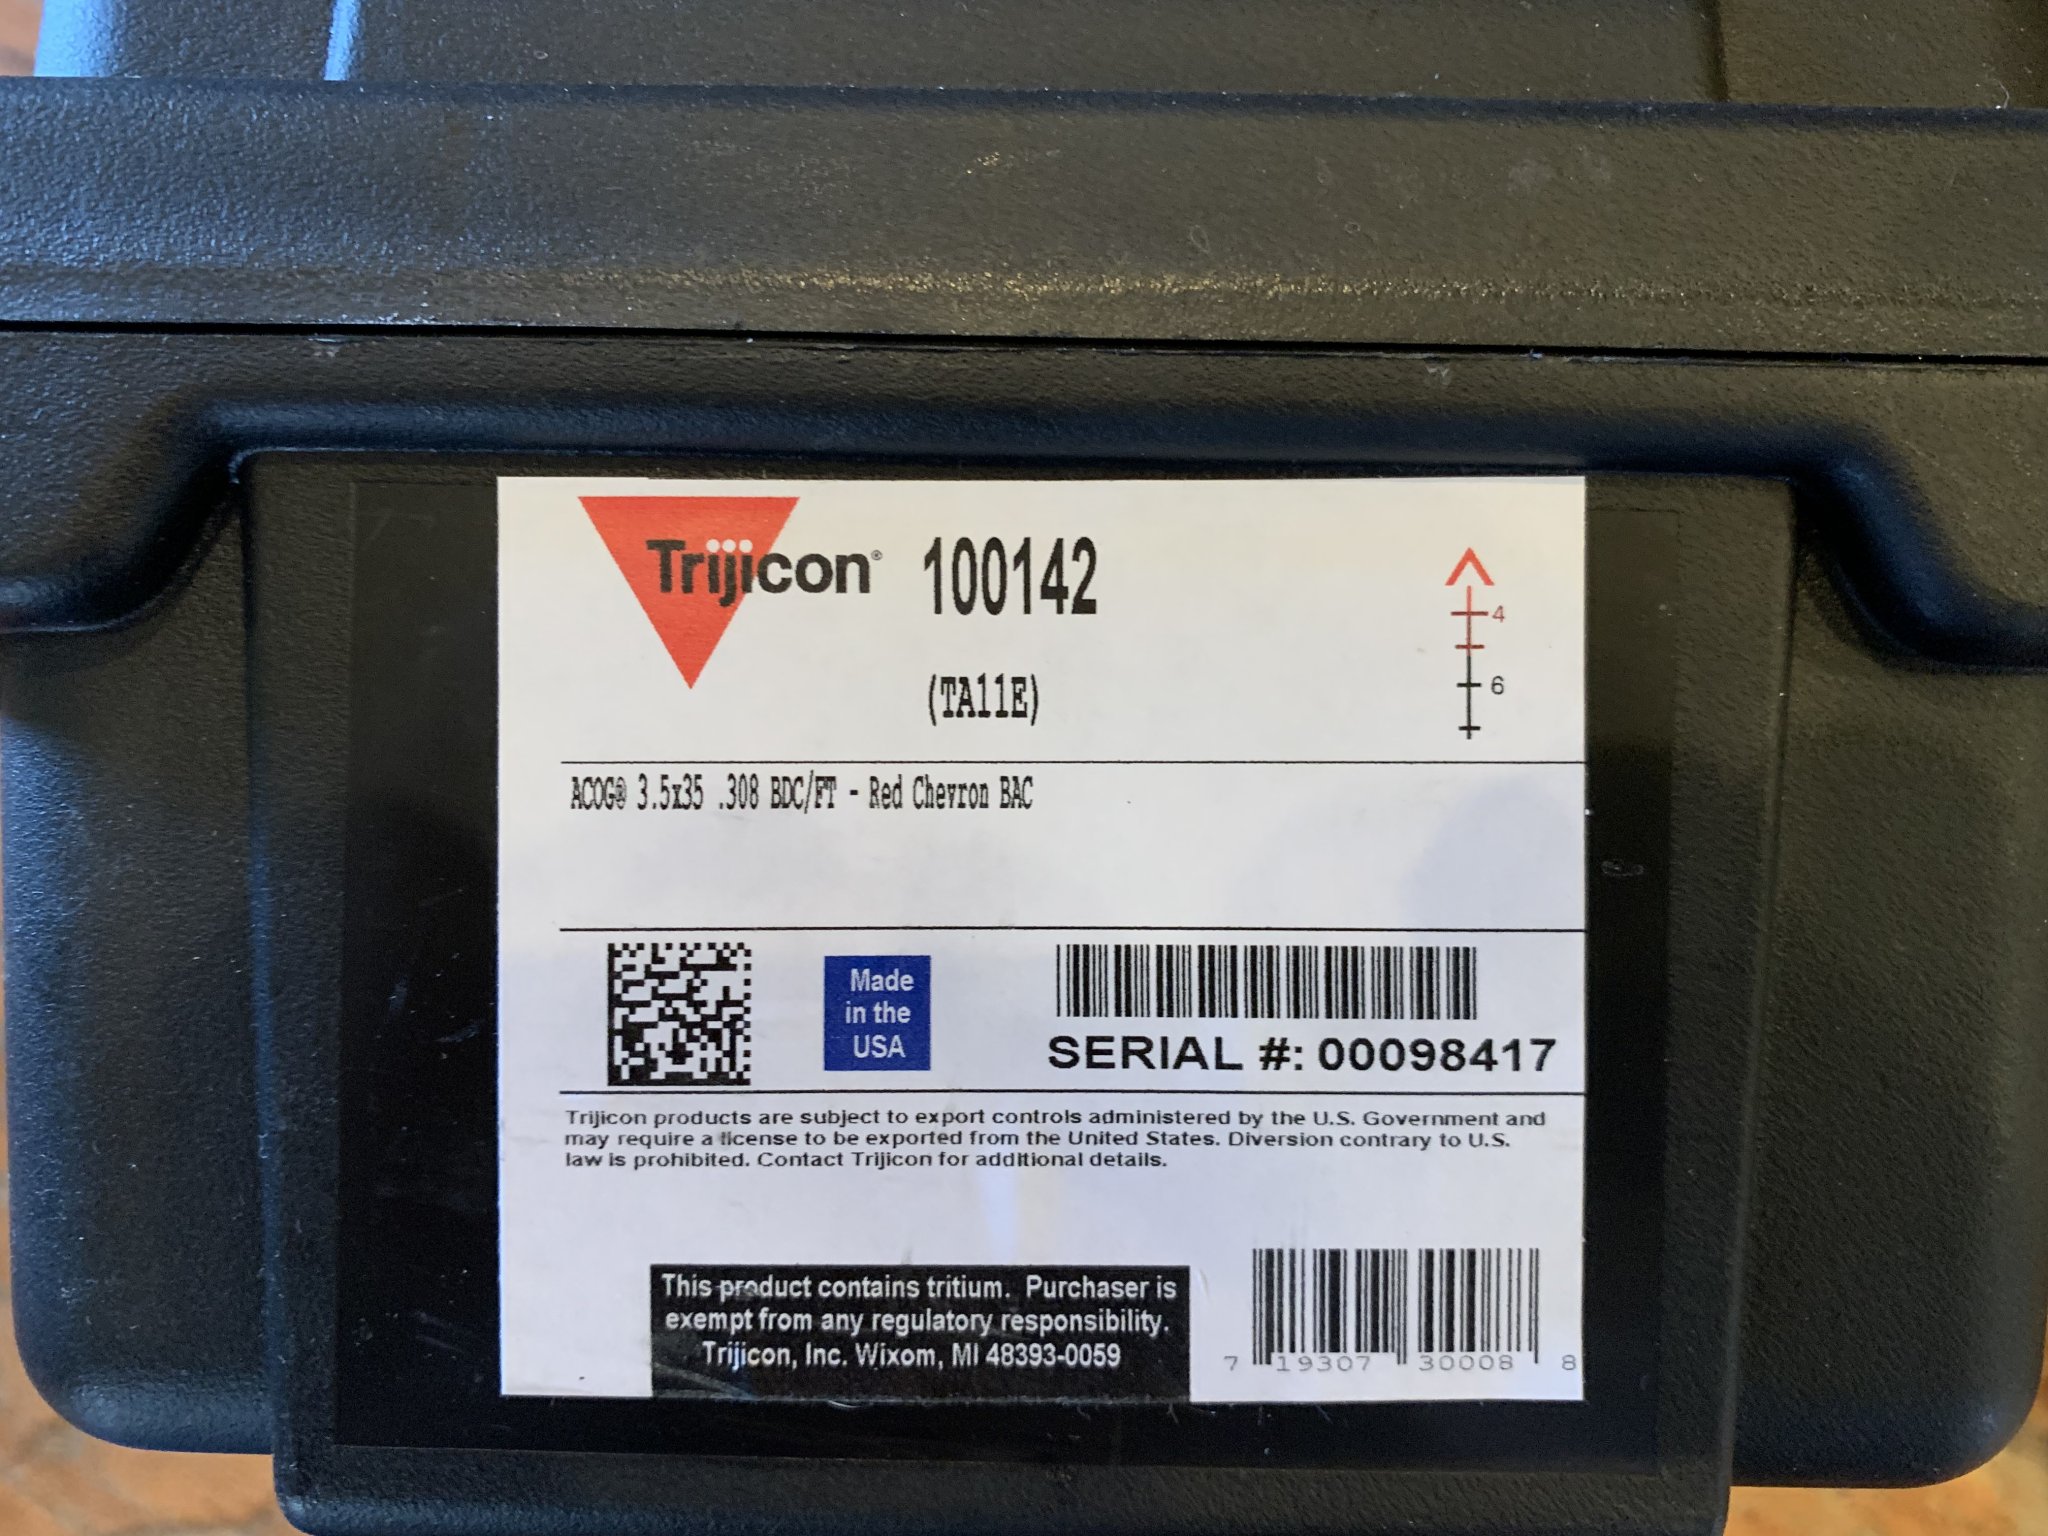 Trijicon® 100142
(TA11E)
4
6
ACOG® 3.5x35 .308 BDC/FT - Red Chevron BAC
Made
in the
USA
SERIAL #: 00098417
Trijicon products are subject to export controls administered by the U.S. Government and
may require a license to be exported from the United States. Diversion contrary to U.S.
law is prohibited. Contact Trijicon for additional details.
This product contains tritium. Purchaser is
exempt from any regulatory responsibility.
Trijicon, Inc. Wixom, MI 48393-0059
7 19307 30008 8